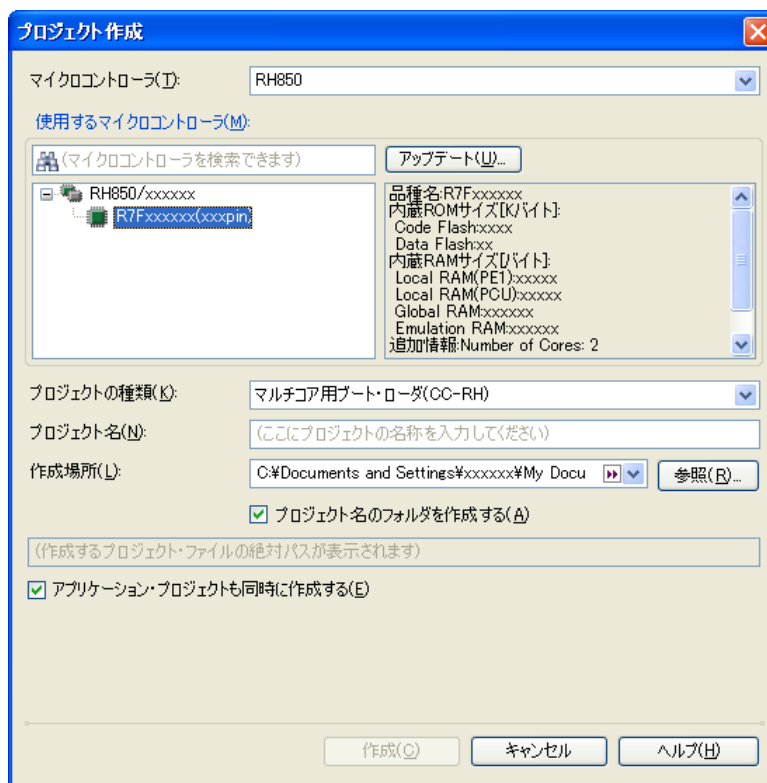 プロジェクト作成
マイクロコントローラ(T):
RH850
使用するマイクロコントローラ(M):
(マイクロコントローラを検索できます)
アップデート(U)...
RH850/xxxxxx
R7Fxxxxxx(xxxpin)
品種名:R7Fxxxxxx
内蔵ROMサイズ[Kバイト]:
Code Flash:xxxx
Data Flash:xx
内蔵RAMサイズ[バイト]:
Local RAM(PE1):xxxxx
Local RAM(PCU):xxxxx
Global RAM:xxxxxx
Emulation RAM:xxxxxx
追加情報:Number of Cores: 2
プロジェクトの種類(K):
マルチコア用ブート・ローダ(CC-RH)
プロジェクト名(N):
(ここにプロジェクトの名称を入力してください)
作成場所(L):
C:¥Documents and Settings¥xxxxxx¥My Docu
参照(R)...
プロジェクト名のフォルダを作成する(A)
(作成するプロジェクト・ファイルの絶対パスが表示されます)
アプリケーション・プロジェクトも同時に作成する(E)
作成(C)
キャンセル
ヘルプ(H)